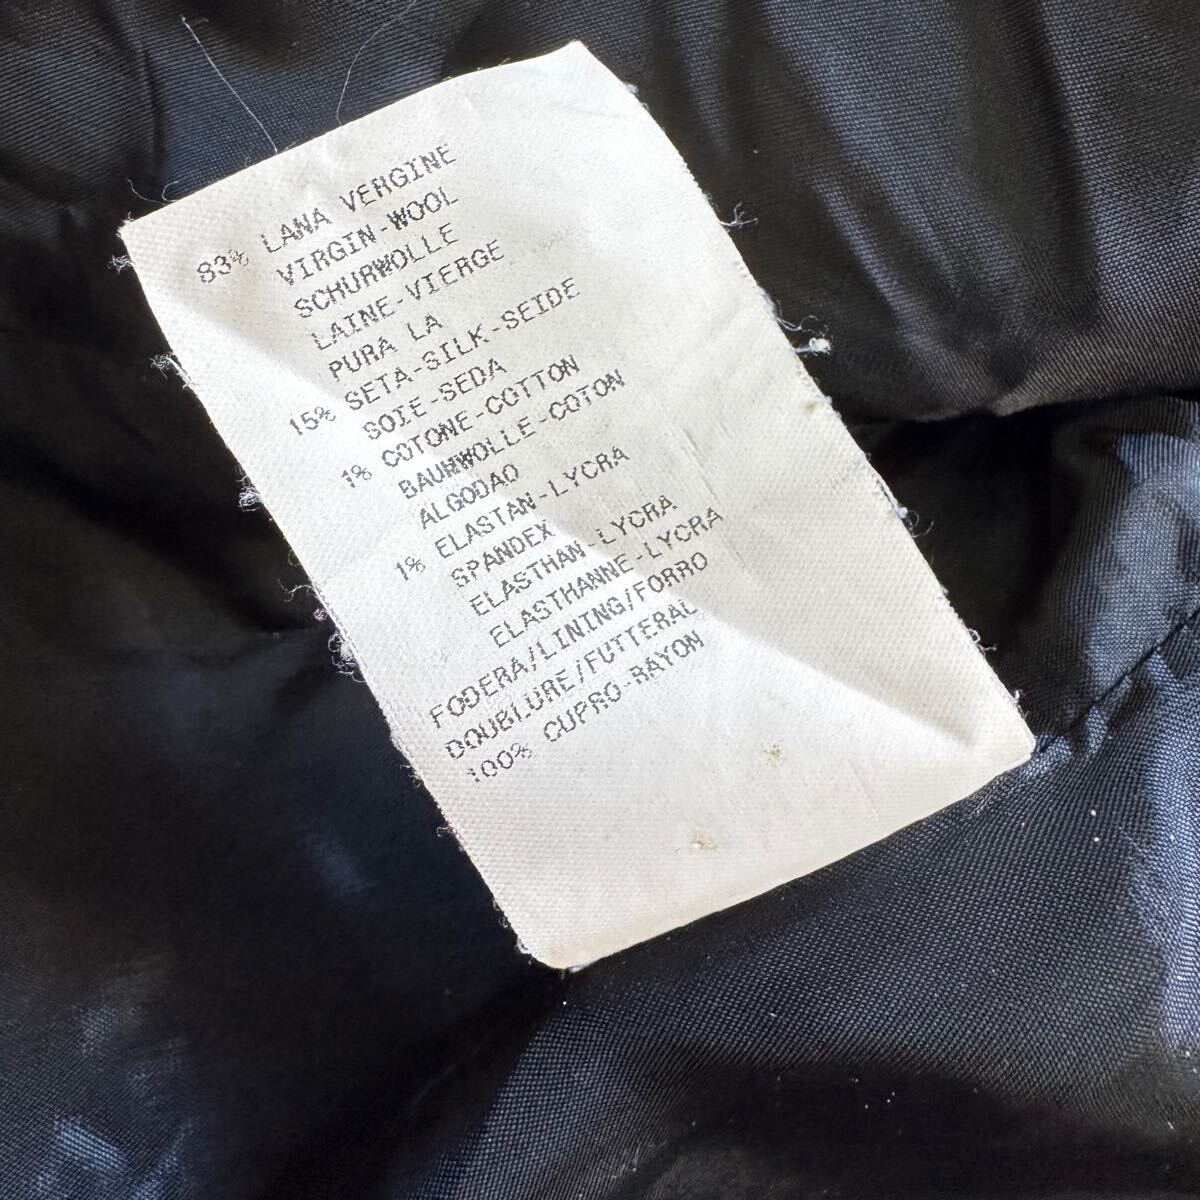 83% LANA VERGINE
VIRGIN-WOOL
SCHURWOLLE
LAINE-VIERGE
PURA LA
15% SETA-SILK-SEIDE
SOIE-SEDA
1% COTONE-COTTON
BAUMWOLLE-COTON
ALGODAO
1% ELASTAN-LYCRA
SPANDEX
ELASTHAN-LYCRA
ELASTHANNE-LYCRA
FODERA/LINING/FORRO
DOUBLURE/FUTTERAL
100% CUPRO-RAYON